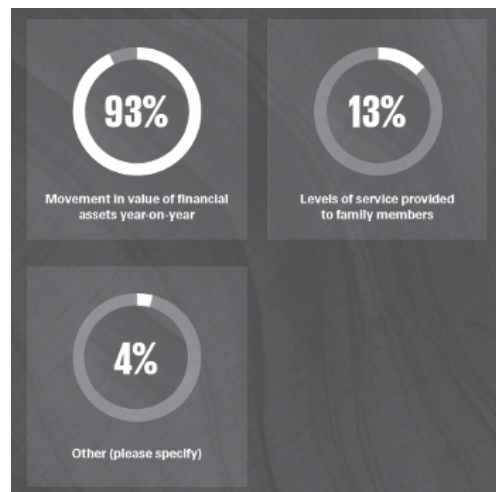 93%
Movement in value of financial
assets year-on-year
13%
Levels of service provided
to family members
4%
Other (please specify)